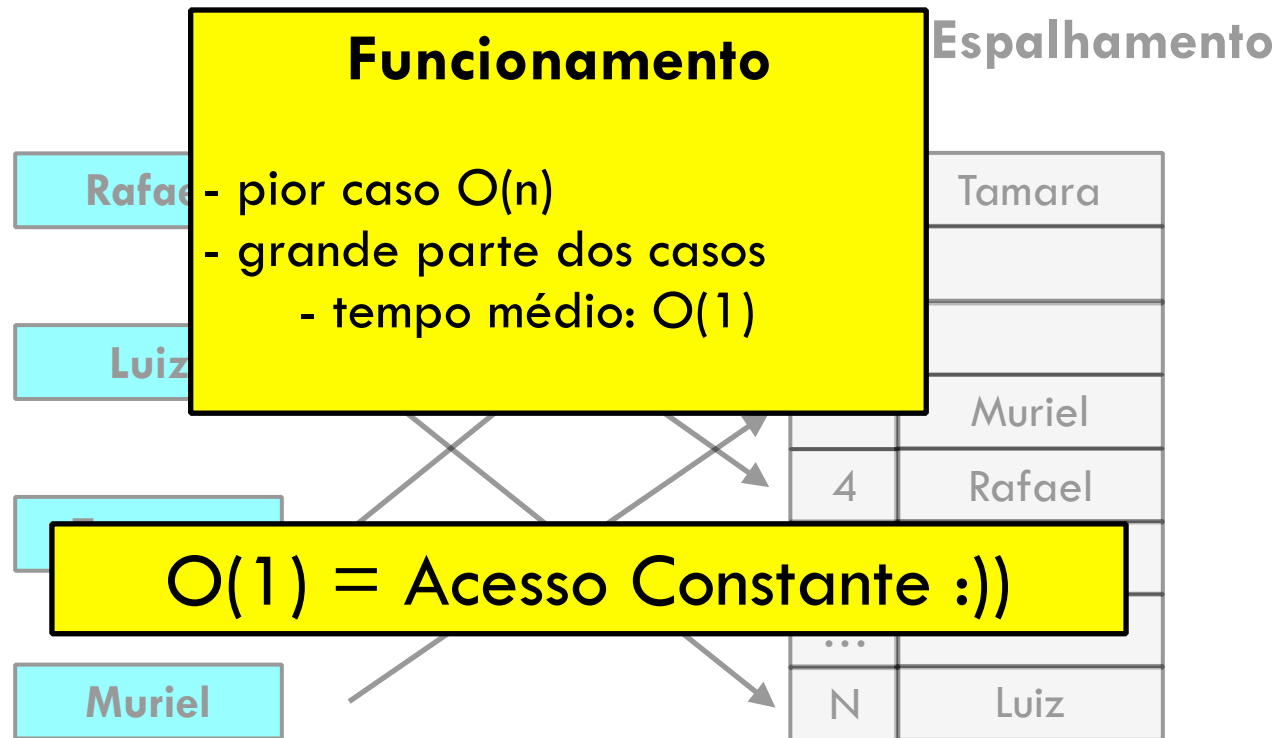 Funcionamento
Espalhamento
- pior caso O(n)
- grande parte dos casos
- tempo médio: O(1)
Tamara
Luiz
Muriel
4 Rafael
O(1) = Acesso Constante :))
...
Muriel
N Luiz